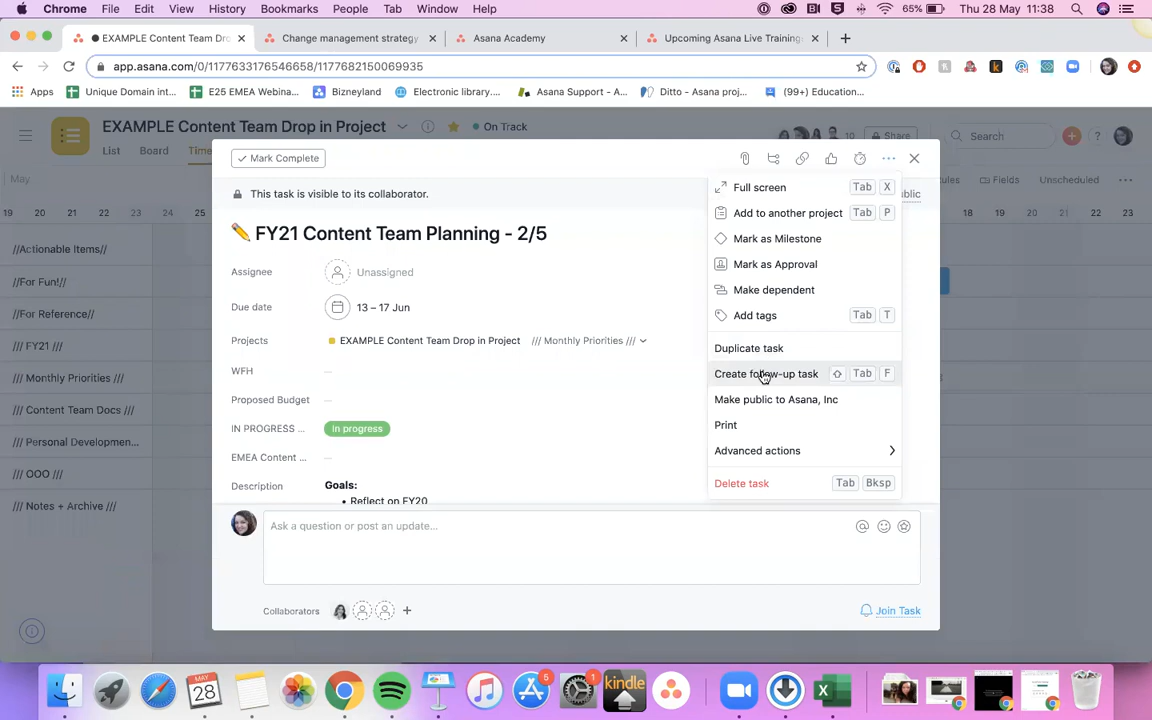 Chrome File Edit View History Bookmarks People Tab Window Help 65% Thu 28 May 11:38
EXAMPLE Content Team Dr Change management strategy Asana Academy Upcoming Asana Live Training
app.asana.com/0/1177633176546658/1177682150069935
Apps Unique Domain int... E25 EMEA Webina... Bizneyland Electronic library.... Asana Support - A... Ditto - Asana proj... (99+) Education...
EXAMPLE Content Team Drop in Project On Track 10 Share Search
List Board Time Fields Unscheduled
May
19 20 21 22 23 24 25 18 19 20 21 22 23
//Actionable Items//
//For Fun!//
//For Reference//
/// FY21 ///
/// Monthly Priorities ///
/// Content Team Docs ///
/// Personal Developmen...
/// OOO ///
/// Notes + Archive ///
Mark Complete
This task is visible to its collaborator.
FY21 Content Team Planning - 2/5
Assignee Unassigned
Due date 13 – 17 Jun
Projects EXAMPLE Content Team Drop in Project /// Monthly Priorities ///
WFH —
Proposed Budget —
IN PROGRESS ... In progress
EMEA Content ... —
Description Goals:
• Reflect on FY20
Full screen Tab X
Add to another project Tab P
Mark as Milestone
Mark as Approval
Make dependent
Add tags Tab T
Duplicate task
Create follow-up task Tab F
Make public to Asana, Inc
Print
Advanced actions
Delete task Tab Bksp
Ask a question or post an update...
Collaborators Join Task
MAY
28
5
1
kindle